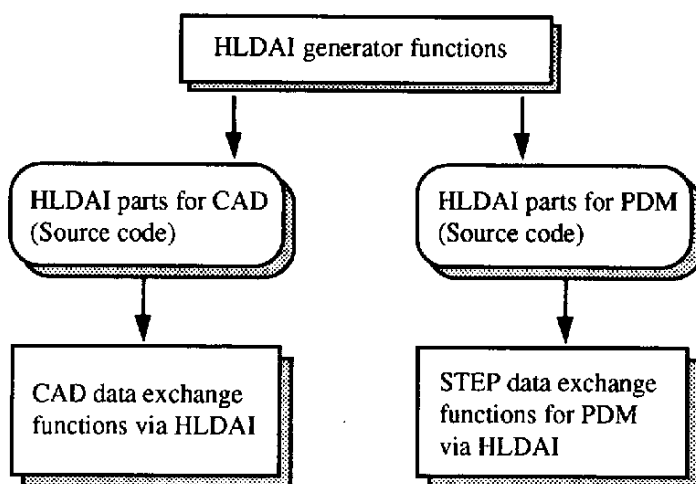 HLDAI generator functions
HLDAI parts for CAD
(Source code)
HLDAI parts for PDM
(Source code)
CAD data exchange
functions via HLDAI
STEP data exchange
functions for PDM
via HLDAI